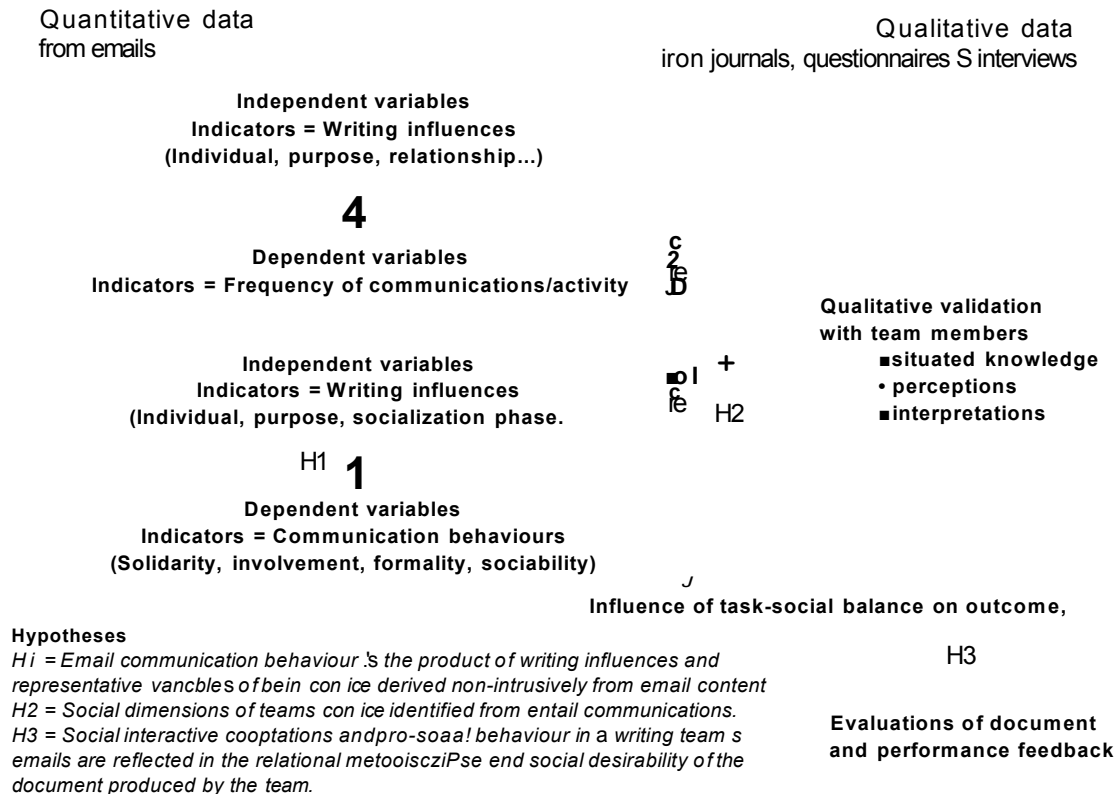 Quantitative data
from emails
Qualitative data
iron journals, questionnaires S interviews
Independent variables
Indicators = Writing influences
(Individual, purpose, relationship...)
4
Dependent variables
Indicators = Frequency of communications/activity
Independent variables
Indicators = Writing influences
(Individual, purpose, socialization phase.
H1 1
Dependent variables
Indicators = Communication behaviours
(Solidarity, involvement, formality, sociability)
+
H2
Qualitative validation
with team members
■situated knowledge
• perceptions
■interpretations
J
Influence of task-social balance on outcome,
H3
Evaluations of document
and performance feedback
Hypotheses
H i = Email communication behaviour .'s the product of writing influences and
representative vancbles of bein con ice derived non-intrusively from email content
H2 = Social dimensions of teams con ice identified from entail communications.
H3 = Social interactive cooptations andpro-soaa! behaviour in a writing team s
emails are reflected in the relational metooiscziPse end social desirability of the
document produced by the team.